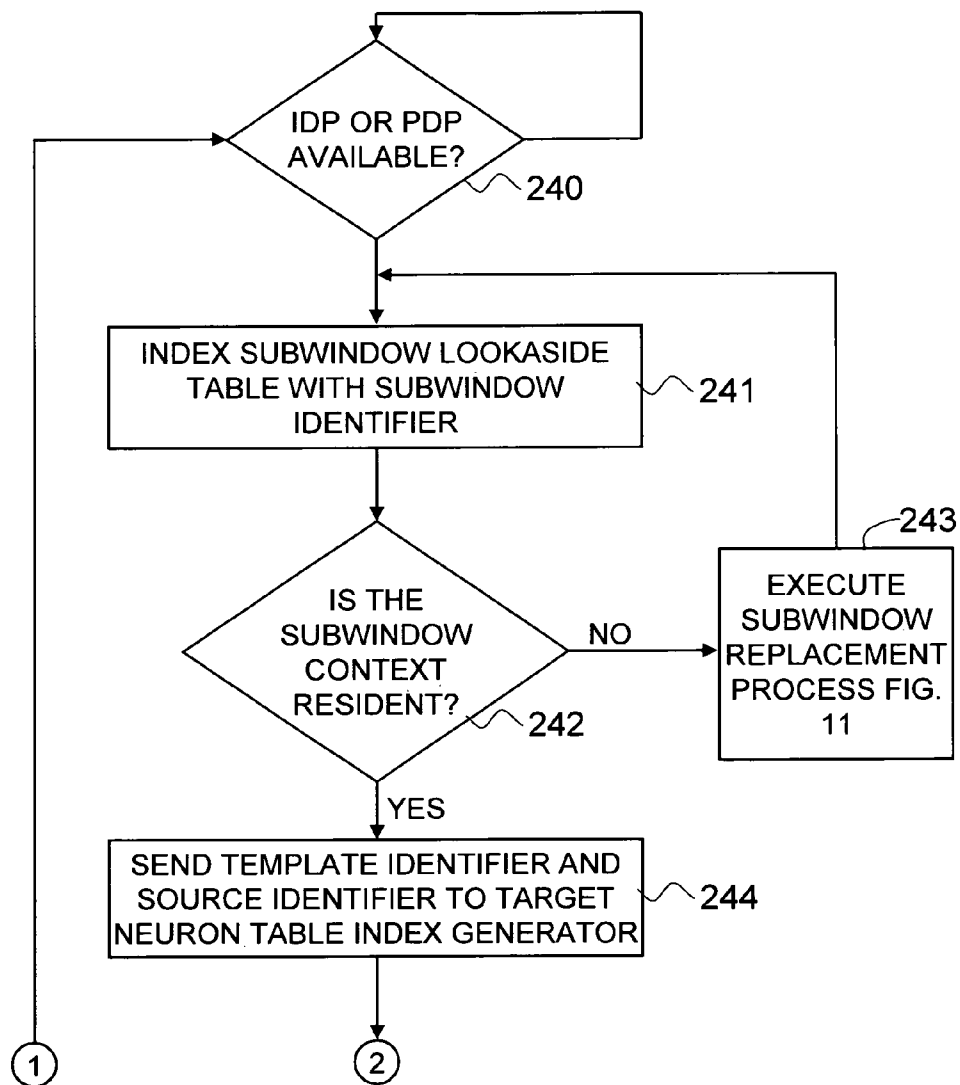 IDP OR PDP
AVAILABLE?
240
INDEX SUBWINDOW LOOKASIDE
TABLE WITH SUBWINDOW
IDENTIFIER
241
IS THE
SUBWINDOW
CONTEXT
RESIDENT?
242
NO
243
EXECUTE
SUBWINDOW
REPLACEMENT
PROCESS FIG.
11
YES
SEND TEMPLATE IDENTIFIER AND
SOURCE IDENTIFIER TO TARGET
NEURON TABLE INDEX GENERATOR
244
1
2